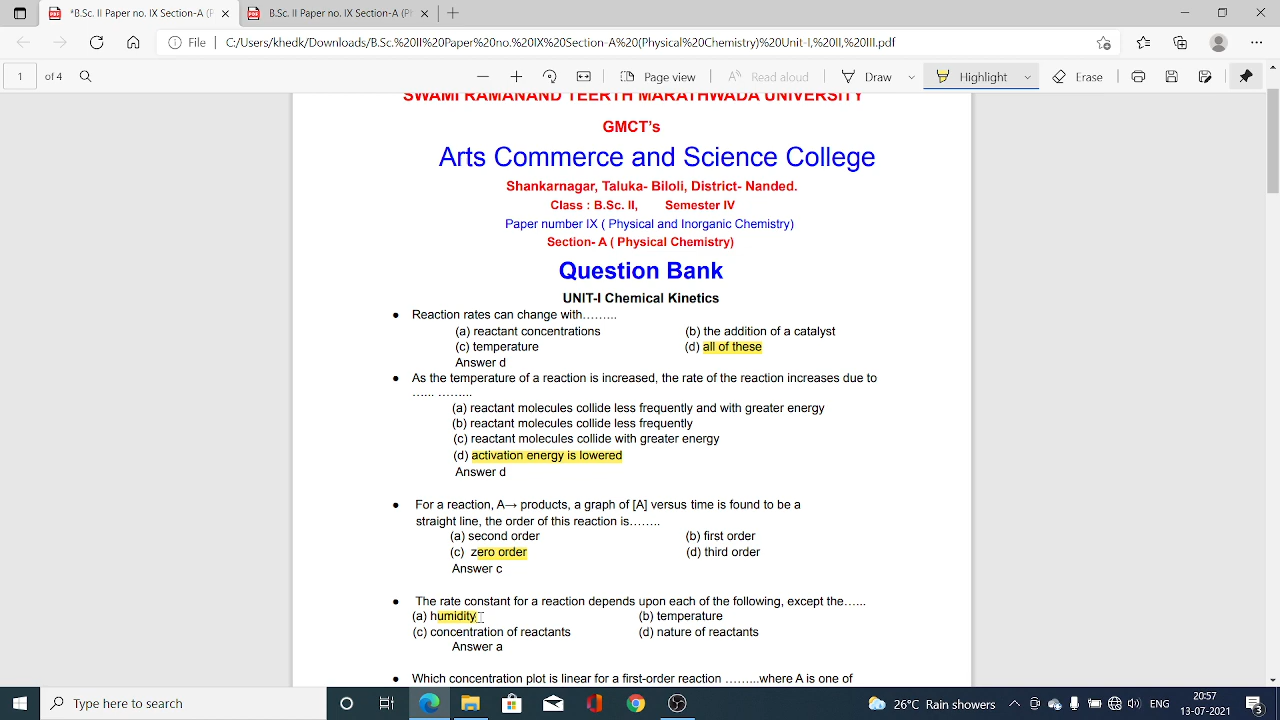 *B.Sc. II Paper no. IX Section-A (P
B.Sc. II Paper no. IX Section-A (Pl
File
C:/Users/khedk/Downloads/B.Sc.%20II%20Paper%20no.%20IX%20Section-A%20(Physical%20Chemistry)%20Unit-I,%20II,%20III.pdf
1 of 4
Page view
Read aloud
Draw
Highlight
Erase
SWAMI RAMANAND TEERTH MARATHWADA UNIVERSITY
GMCT's
Arts Commerce and Science College
Shankarnagar, Taluka- Biloli, District- Nanded.
Class : B.Sc. II, Semester IV
Paper number IX ( Physical and Inorganic Chemistry)
Section- A ( Physical Chemistry)
Question Bank
UNIT-I Chemical Kinetics
● Reaction rates can change with……...
(a) reactant concentrations (b) the addition of a catalyst
(c) temperature (d) all of these
Answer d
● As the temperature of a reaction is increased, the rate of the reaction increases due to
…... ……...
(a) reactant molecules collide less frequently and with greater energy
(b) reactant molecules collide less frequently
(c) reactant molecules collide with greater energy
(d) activation energy is lowered
Answer d
● For a reaction, A→ products, a graph of [A] versus time is found to be a
straight line, the order of this reaction is……..
(a) second order (b) first order
(c) zero order (d) third order
Answer c
● The rate constant for a reaction depends upon each of the following, except the…...
(a) humidity (b) temperature
(c) concentration of reactants (d) nature of reactants
Answer a
● Which concentration plot is linear for a first-order reaction ……...where A is one of
Type here to search
29°C Rain showers
ENG
20:57
13-07-2021